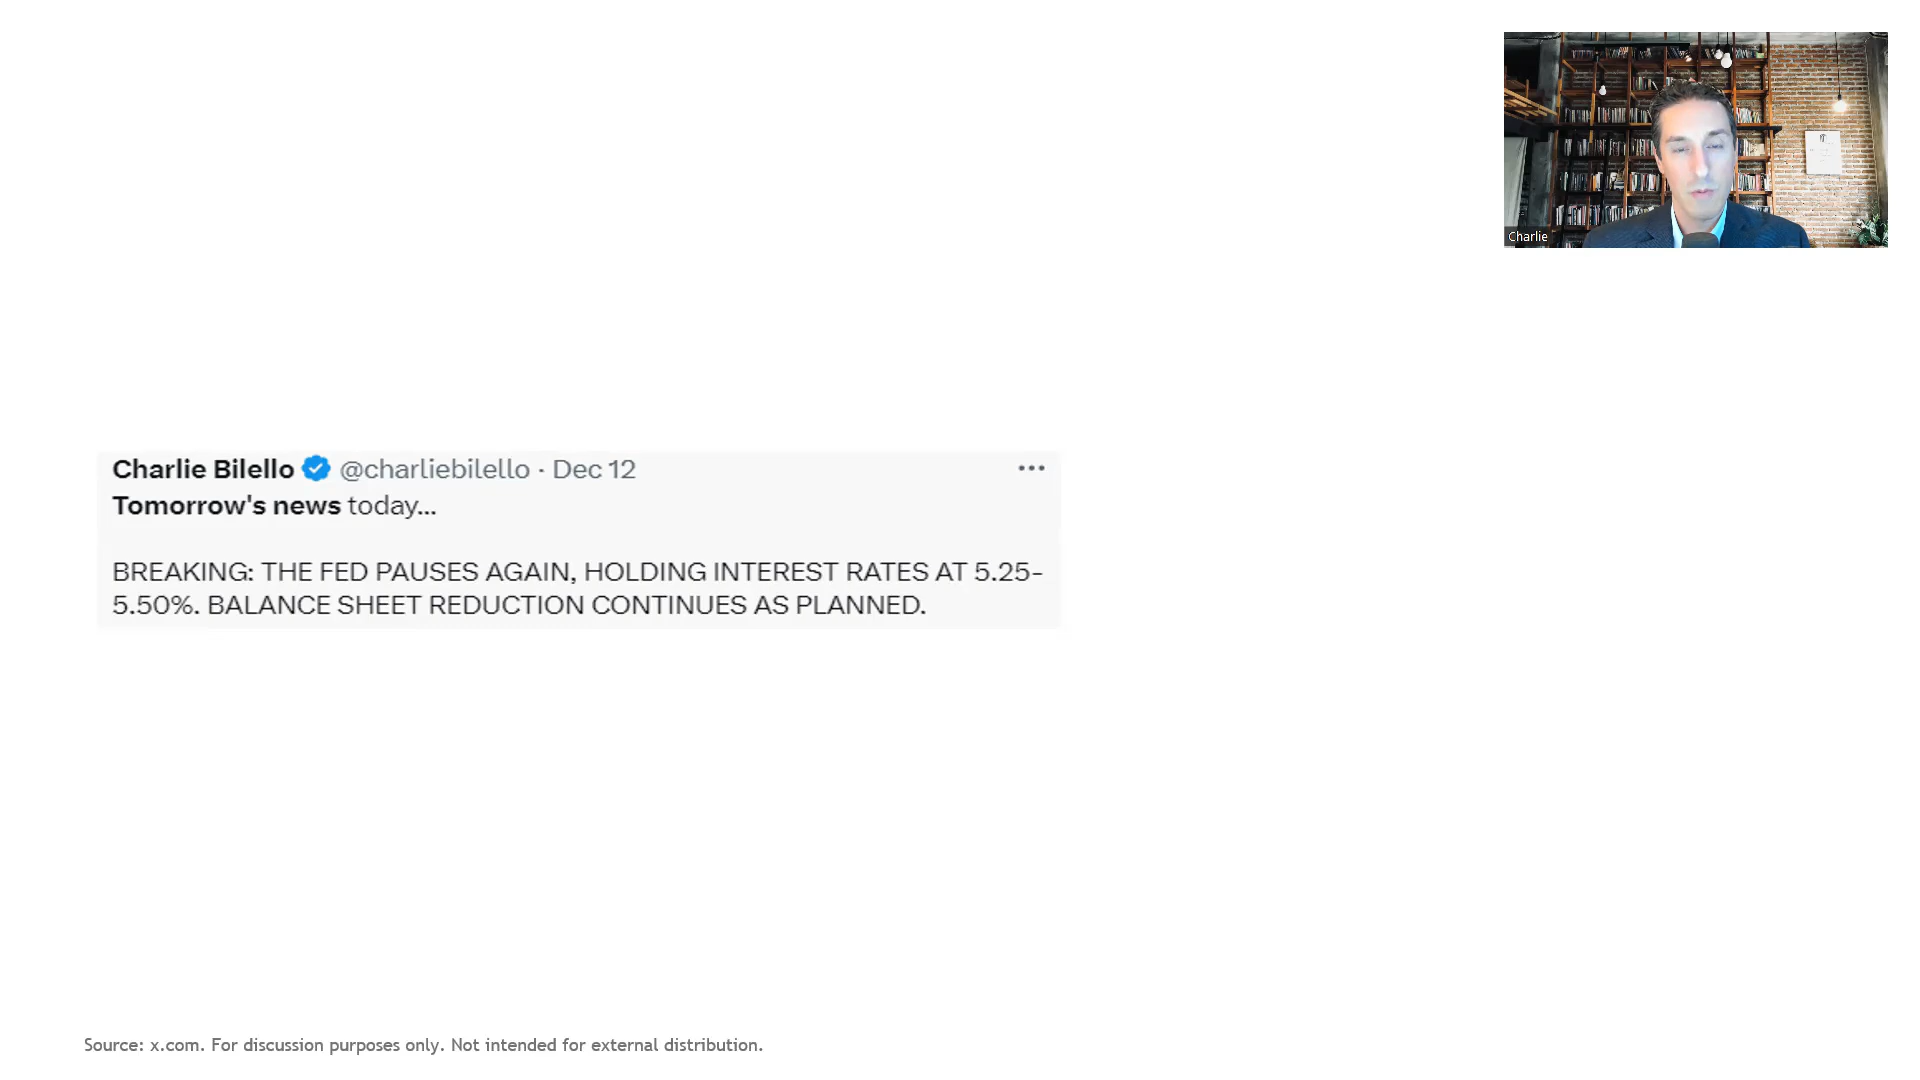 Charlie
Charlie Bilello @charliebilello · Dec 12
Tomorrow's news today...
BREAKING: THE FED PAUSES AGAIN, HOLDING INTEREST RATES AT 5.25-
5.50%. BALANCE SHEET REDUCTION CONTINUES AS PLANNED.
Source: x.com. For discussion purposes only. Not intended for external distribution.